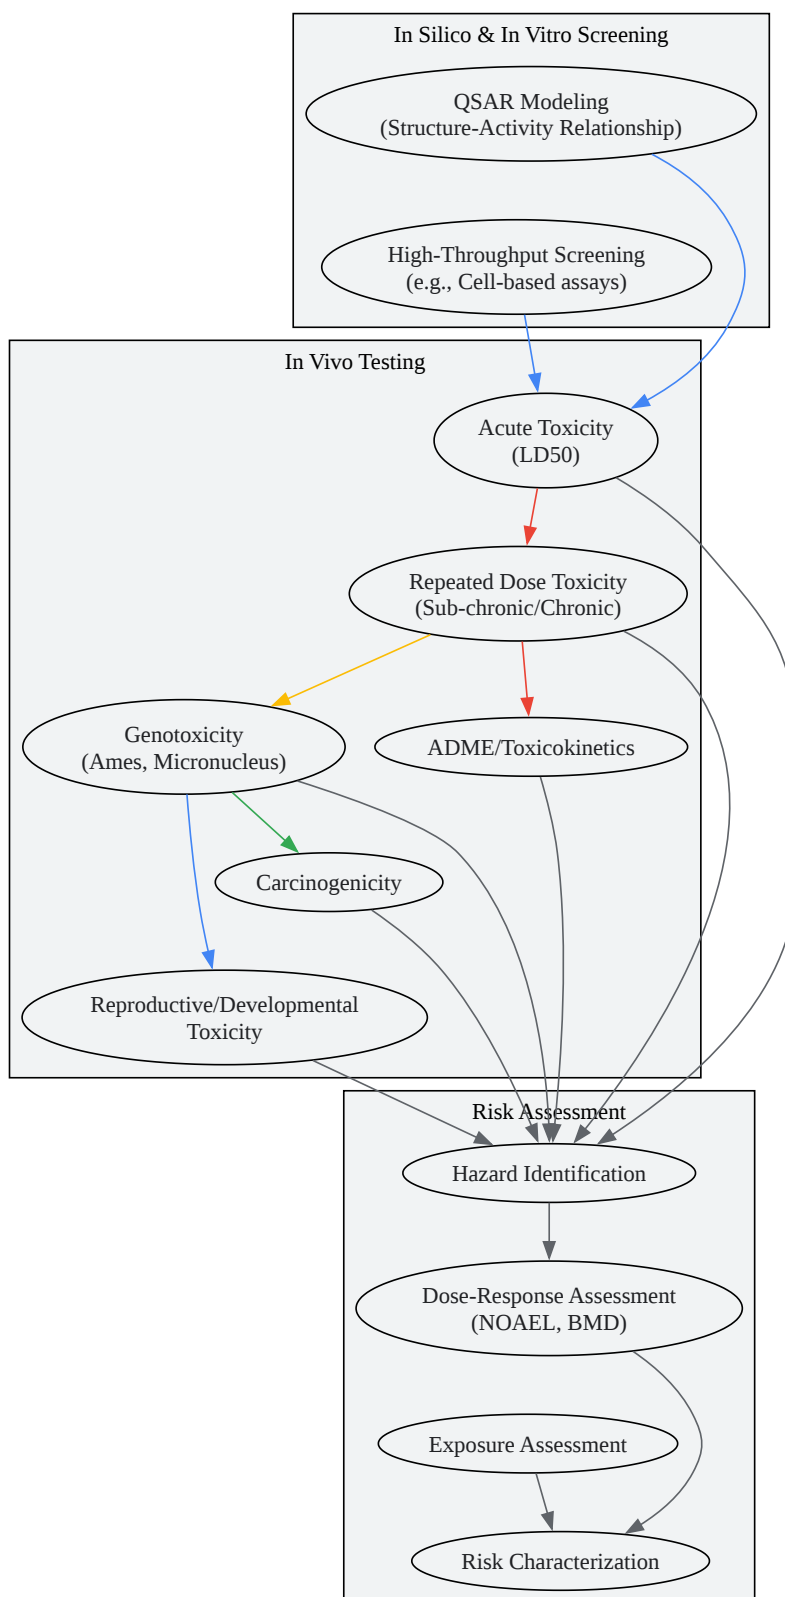 In Silico & In Vitro Screening
QSAR Modeling
(Structure-Activity Relationship)
High-Throughput Screening
(e.g., Cell-based assays)
In Vivo Testing
Acute Toxicity
(LD50)
Repeated Dose Toxicity
(Sub-chronic/Chronic)
Genotoxicity
(Ames, Micronucleus)
ADME/Toxicokinetics
Carcinogenicity
Reproductive/Developmental
Toxicity
Risk Assessment
Hazard Identification
Dose-Response Assessment
(NOAEL, BMD)
Exposure Assessment
Risk Characterization